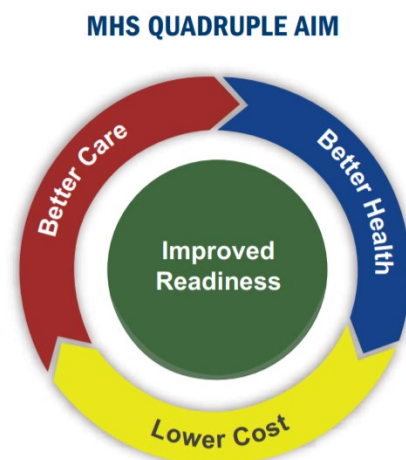 MHS QUADRUPLE AIM
Better Care
Better Health
Improved
Readiness
Lower Cost